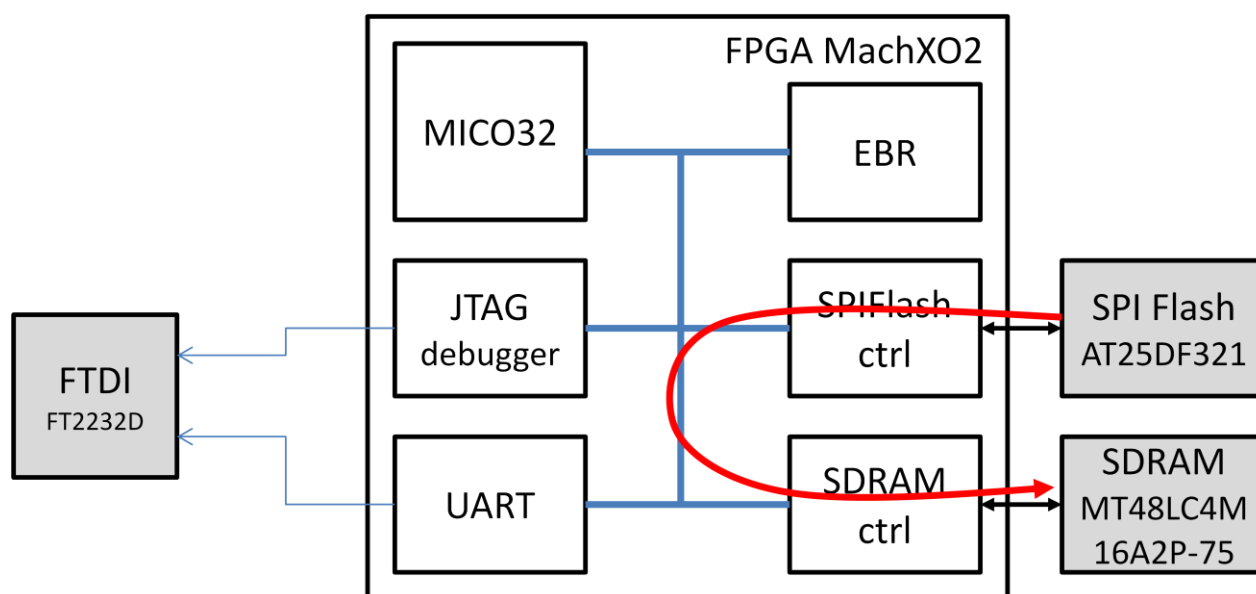 FPGA MachXO2
MICO32
EBR
JTAG
debugger
SPIFlash
ctrl
SPI Flash
AT25DF321
FTDI
FT2232D
UART
SDRAM
ctrl
SDRAM
MT48LC4M
16A2P-75